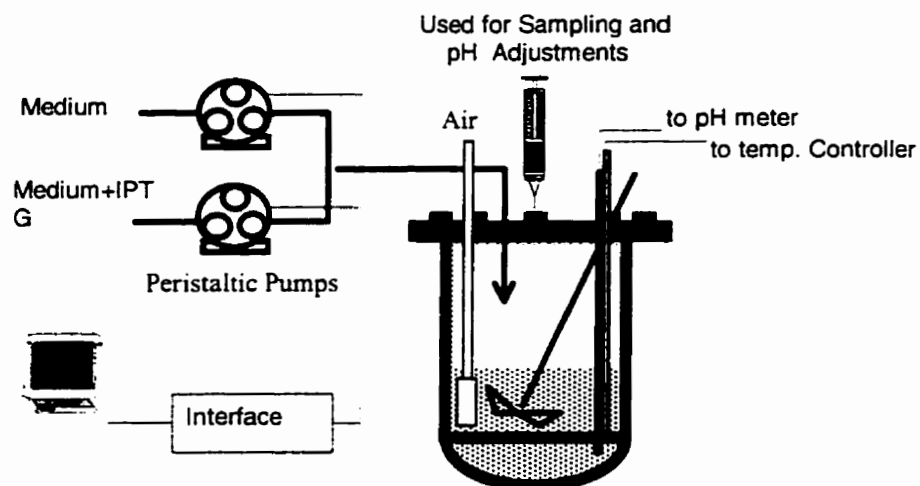 Used for Sampling and
pH Adjustments
Medium
Air
to pH meter
to temp. Controller
Medium+IPT
G
Peristaltic Pumps
Interface